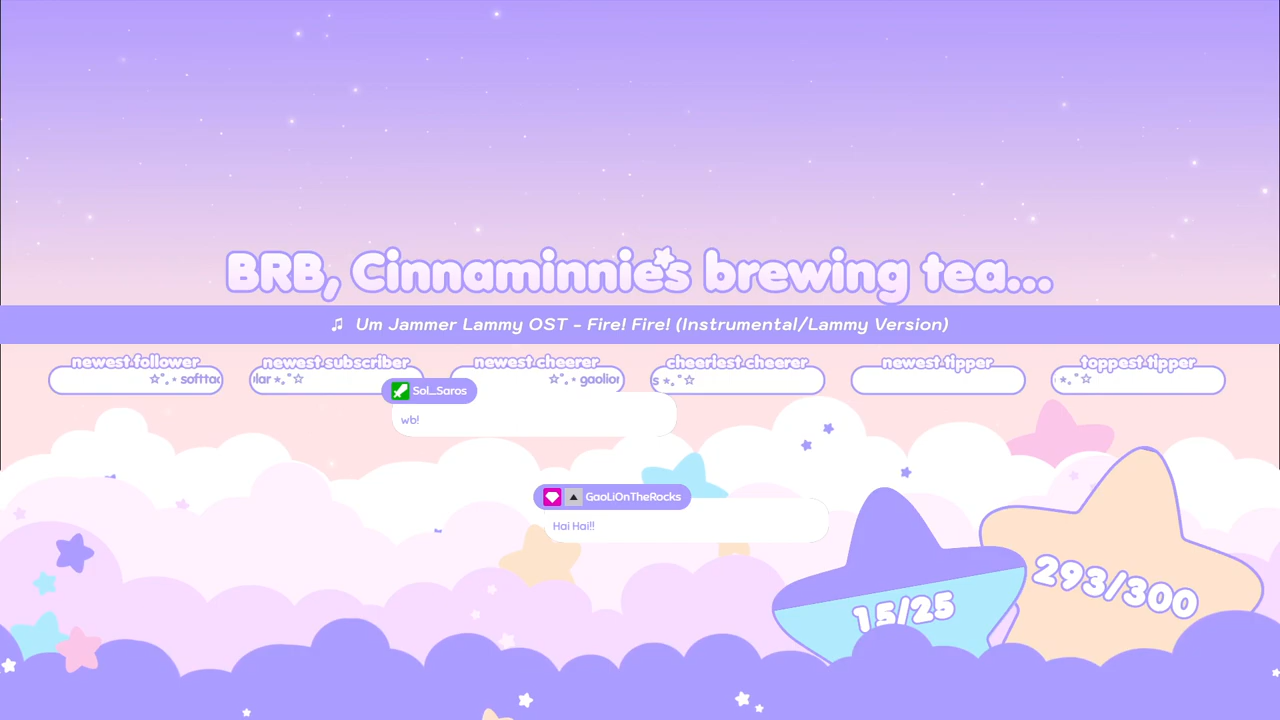 BRB, Cinnaminnie's brewing tea...
♫ Um Jammer Lammy OST - Fire! Fire! (Instrumental/Lammy Version)
newest follower newest subscriber newest cheerer cheeriest cheerer newest tipper toppest tipper
Sol_Saros
wb!
GaoLiOnTheRocks
Hai Hai!!
293/300
15/25